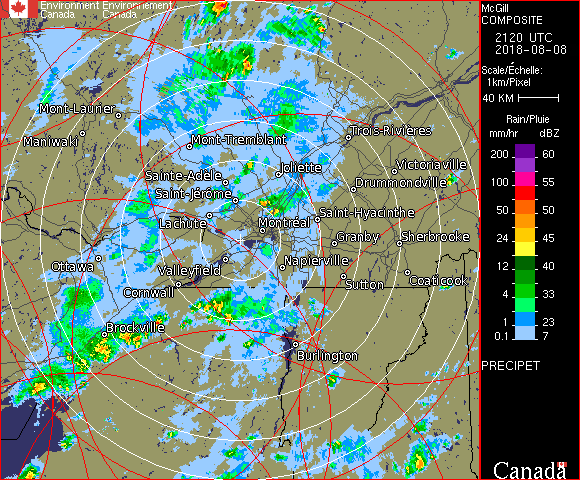 Environment Environnement
Canada Canada
McGill
COMPOSITE
2120 UTC
2018-08-08
Scale/Échelle:
1km/Pixel
40 KM
Rain/Pluie
mm/hr dBZ
200 60
100 55
50 50
24 45
12 40
4 33
1 23
0.1 7
PRECIPET
Canada
Mont-Laurier
Maniwaki
Mont-Tremblant
Trois-Rivières
Joliette
Victoriaville
Sainte-Adèle
Drummondville
Saint-Jérôme
Saint-Hyacinthe
Lachute
Montréal
Granby
Sherbrooke
Ottawa
Valleyfield
Napierville
Sutton
Coaticook
Cornwall
Brockville
Burlington